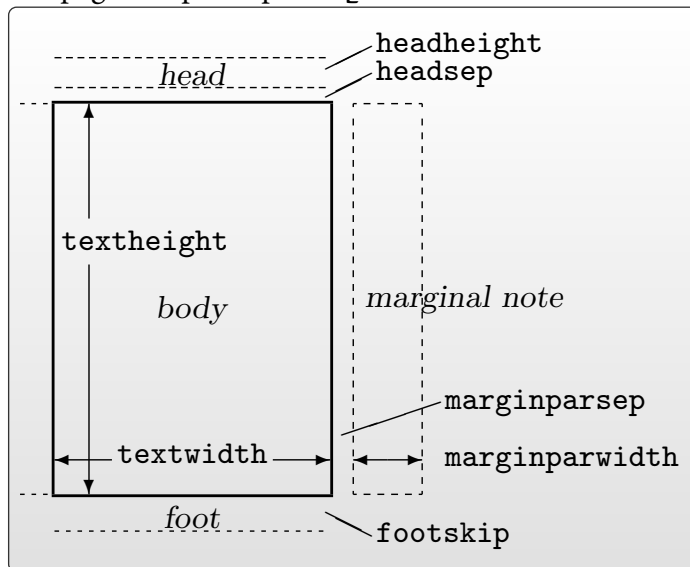 headheight
head
headsep
textheight
body
marginal note
marginparsep
textwidth
marginparwidth
foot
footskip